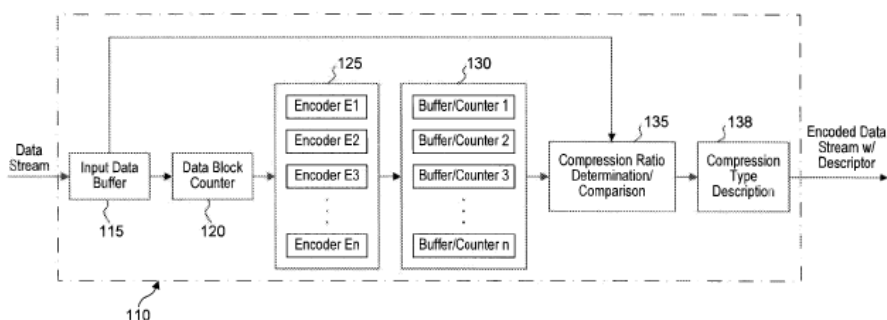 125
130
Encoder E1
Encoder E2
Encoder E3
Encoder En
Buffer/Counter 1
Buffer/Counter 2
Buffer/Counter 3
Buffer/Counter n
Data
Stream
Input Data
Buffer
115
Data Block
Counter
120
135
Compression Ratio
Determination/
Comparison
138
Compression
Type
Description
Encoded Data
Stream w/
Descriptor
110